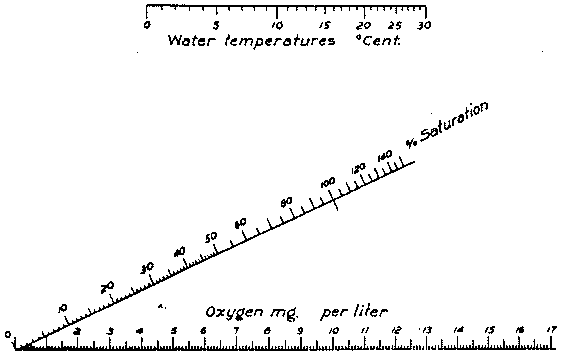 0 5 10 15 20 25 30
Water temperatures °Cent.
% Saturation
10 20 30 40 50 60 80 100 120 140
Oxygen mg. per liter
0 2 3 4 5 6 7 8 9 10 11 12 13 14 15 16 17